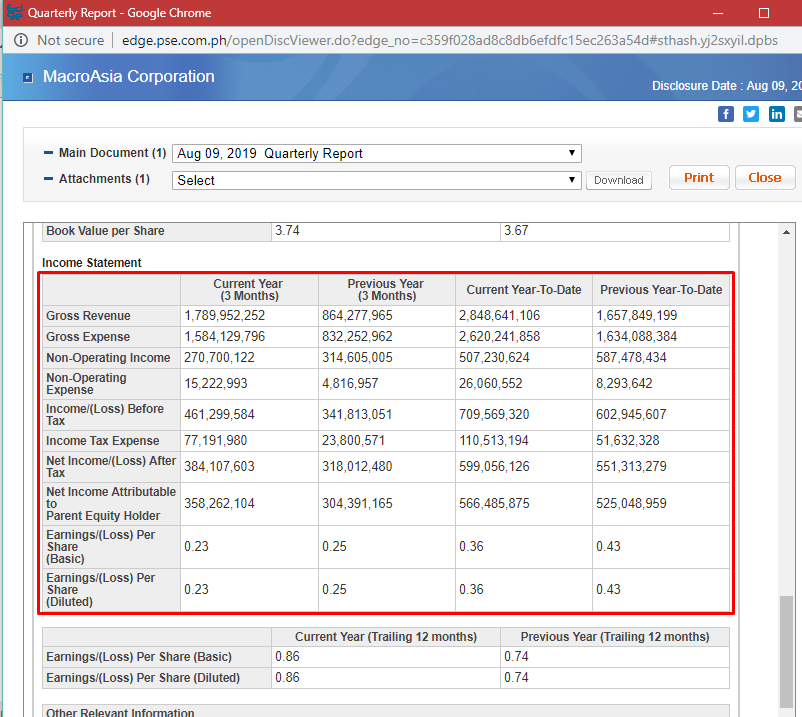 Quarterly Report - Google Chrome
Not secure | edge.pse.com.ph/openDiscViewer.do?edge_no=c359f028ad8c8db6efdfc15ec263a54d#sthash.yj2sxyil.dpbs
MacroAsia Corporation
Disclosure Date : Aug 09, 20
Main Document (1) Aug 09, 2019 Quarterly Report
Attachments (1) Select Download Print Close
Book Value per Share 3.74 3.67
Income Statement
Current Year (3 Months) Previous Year (3 Months) Current Year-To-Date Previous Year-To-Date
Gross Revenue 1,789,952,252 864,277,965 2,848,641,106 1,657,849,199
Gross Expense 1,584,129,796 832,252,962 2,620,241,858 1,634,088,384
Non-Operating Income 270,700,122 314,605,005 507,230,624 587,478,434
Non-Operating Expense 15,222,993 4,816,957 26,060,552 8,293,642
Income/(Loss) Before Tax 461,299,584 341,813,051 709,569,320 602,945,607
Income Tax Expense 77,191,980 23,800,571 110,513,194 51,632,328
Net Income/(Loss) After Tax 384,107,603 318,012,480 599,056,126 551,313,279
Net Income Attributable to Parent Equity Holder 358,262,104 304,391,165 566,485,875 525,048,959
Earnings/(Loss) Per Share (Basic) 0.23 0.25 0.36 0.43
Earnings/(Loss) Per Share (Diluted) 0.23 0.25 0.36 0.43
Current Year (Trailing 12 months) Previous Year (Trailing 12 months)
Earnings/(Loss) Per Share (Basic) 0.86 0.74
Earnings/(Loss) Per Share (Diluted) 0.86 0.74
Other Relevant Information